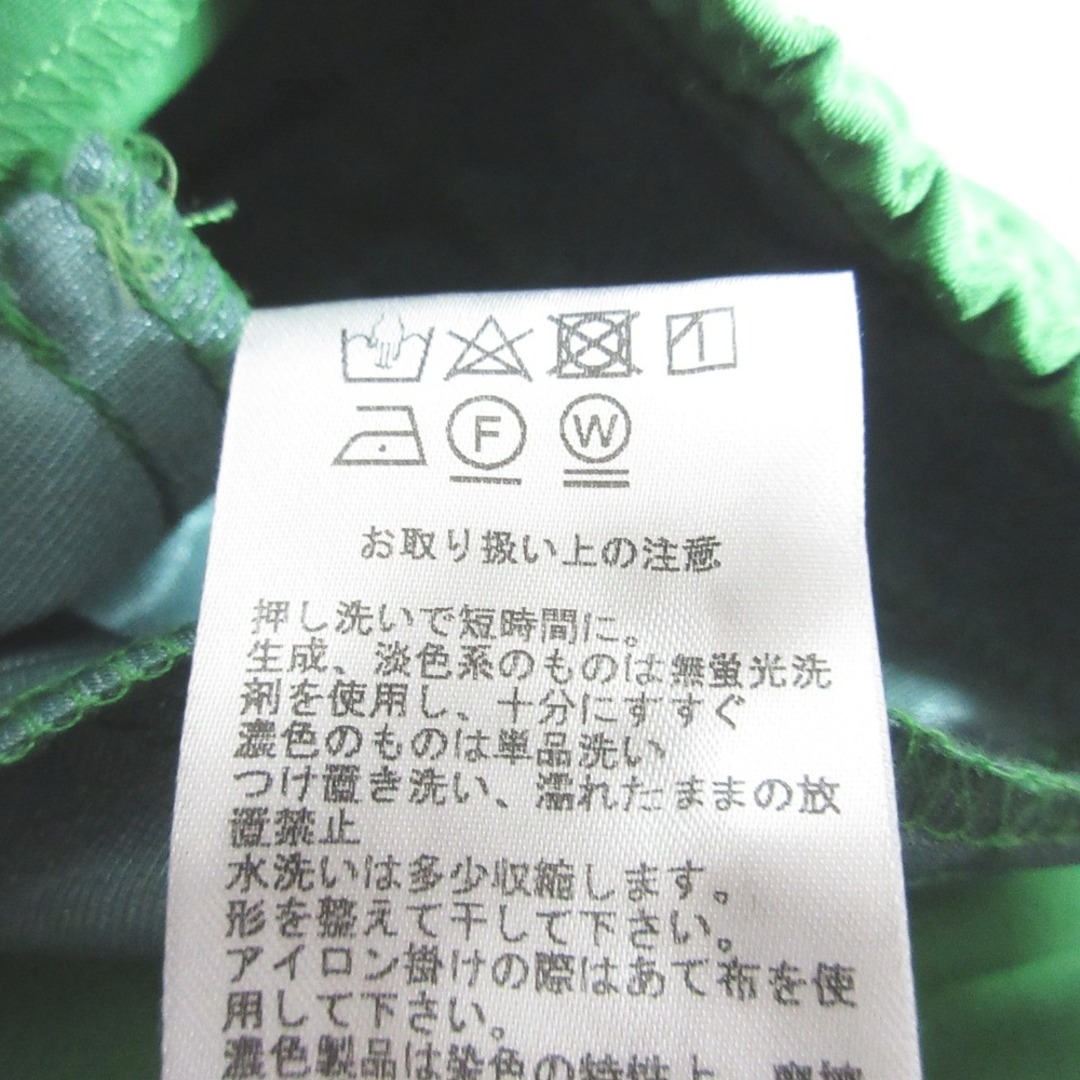 F W
お取り扱い上の注意
押し洗いで短時間に。
生成、淡色系のものは無蛍光洗
剤を使用し、十分にすすぐ
濃色のものは単品洗い
つけ置き洗い、濡れたままの放
置禁止
水洗いは多少収縮します。
形を整えて干して下さい。
アイロン掛けの際はあて布を使
用して下さい。
濃色製品は染色の特性上、摩擦